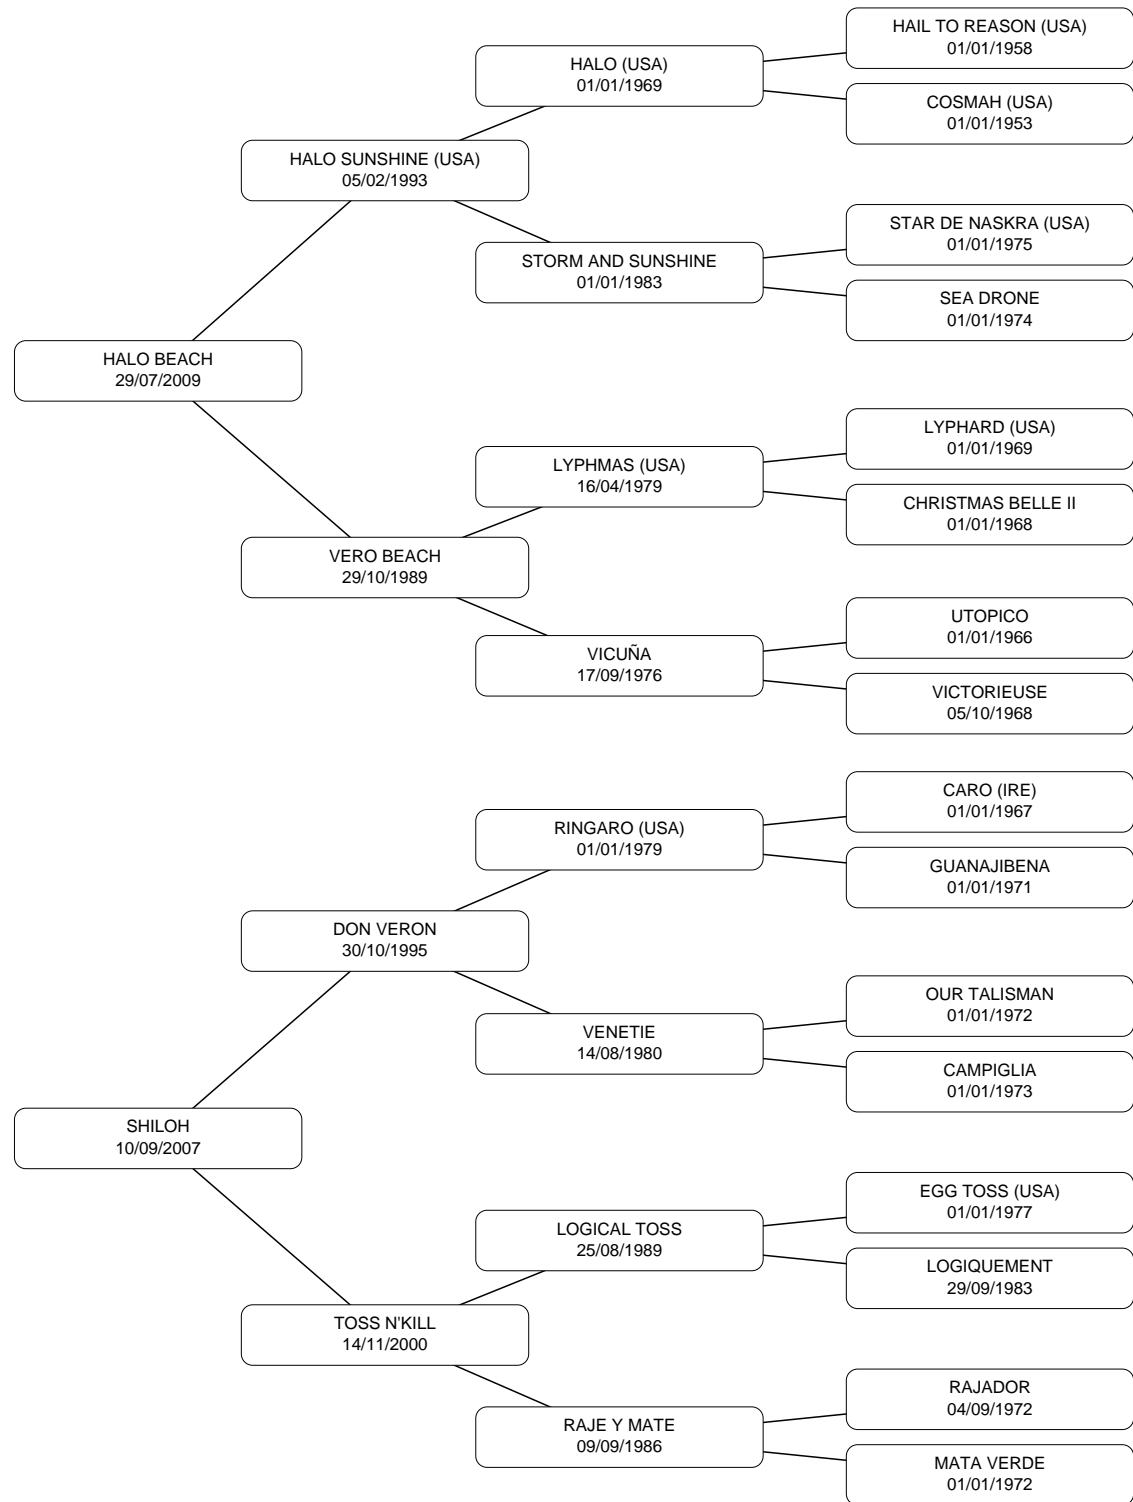 HAIL TO REASON (USA)
01/01/1958
HALO (USA)
01/01/1969
COSMAH (USA)
01/01/1953
HALO SUNSHINE (USA)
05/02/1993
STAR DE NASKRA (USA)
01/01/1975
STORM AND SUNSHINE
01/01/1983
SEA DRONE
01/01/1974
HALO BEACH
29/07/2009
LYPHARD (USA)
01/01/1969
LYPHMAS (USA)
16/04/1979
CHRISTMAS BELLE II
01/01/1968
VERO BEACH
29/10/1989
UTOPICO
01/01/1966
VICUÑA
17/09/1976
VICTORIEUSE
05/10/1968
CARO (IRE)
01/01/1967
RINGARO (USA)
01/01/1979
GUANAJIBENA
01/01/1971
DON VERON
30/10/1995
OUR TALISMAN
01/01/1972
VENETIE
14/08/1980
CAMPIGLIA
01/01/1973
SHILOH
10/09/2007
EGG TOSS (USA)
01/01/1977
LOGICAL TOSS
25/08/1989
LOGIQUEMENT
29/09/1983
TOSS N'KILL
14/11/2000
RAJADOR
04/09/1972
RAJE Y MATE
09/09/1986
MATA VERDE
01/01/1972